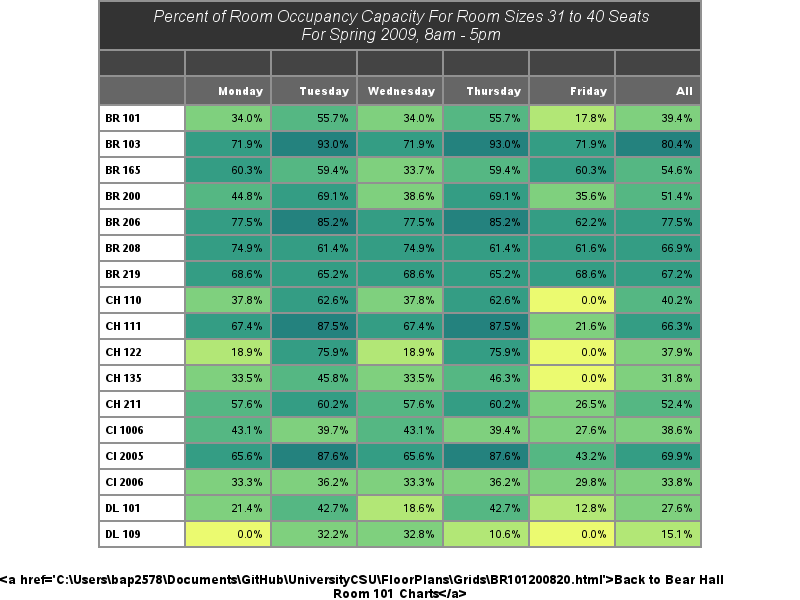 Percent of Room Occupancy Capacity For Room Sizes 31 to 40 Seats
For Spring 2009, 8am - 5pm
Monday Tuesday Wednesday Thursday Friday All
BR 101 34.0% 55.7% 34.0% 55.7% 17.8% 39.4%
BR 103 71.9% 93.0% 71.9% 93.0% 71.9% 80.4%
BR 165 60.3% 59.4% 33.7% 59.4% 60.3% 54.6%
BR 200 44.8% 69.1% 38.6% 69.1% 35.6% 51.4%
BR 206 77.5% 85.2% 77.5% 85.2% 62.2% 77.5%
BR 208 74.9% 61.4% 74.9% 61.4% 61.6% 66.9%
BR 219 68.6% 65.2% 68.6% 65.2% 68.6% 67.2%
CH 110 37.8% 62.6% 37.8% 62.6% 0.0% 40.2%
CH 111 67.4% 87.5% 67.4% 87.5% 21.6% 66.3%
CH 122 18.9% 75.9% 18.9% 75.9% 0.0% 37.9%
CH 135 33.5% 45.8% 33.5% 46.3% 0.0% 31.8%
CH 211 57.6% 60.2% 57.6% 60.2% 26.5% 52.4%
CI 1006 43.1% 39.7% 43.1% 39.4% 27.6% 38.6%
CI 2005 65.6% 87.6% 65.6% 87.6% 43.2% 69.9%
CI 2006 33.3% 36.2% 33.3% 36.2% 29.8% 33.8%
DL 101 21.4% 42.7% 18.6% 42.7% 12.8% 27.6%
DL 109 0.0% 32.2% 32.8% 10.6% 0.0% 15.1%
<a href='C:\Users\bap2578\Documents\GitHub\UniversityCSU\FloorPlans\Grids\BR101200820.html'>Back to Bear Hall
Room 101 Charts</a>